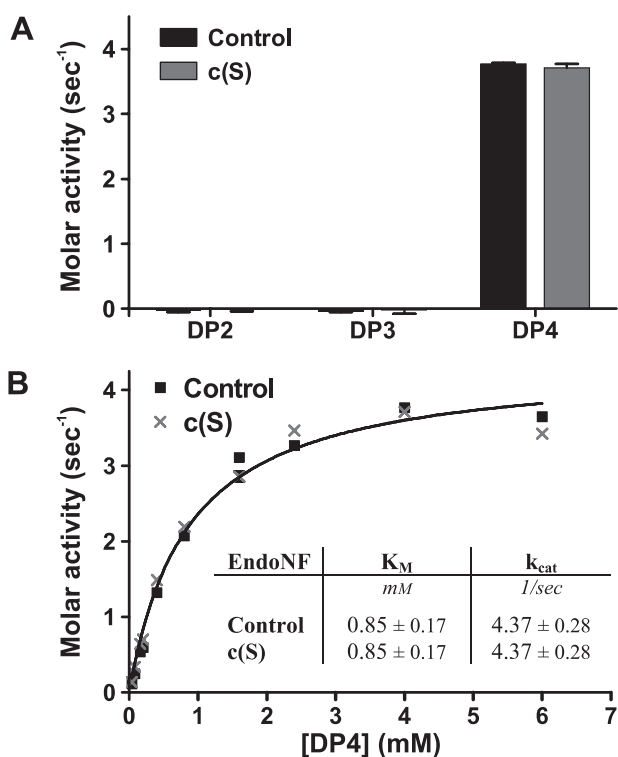 A
Control
c(S)
Molar activity (sec⁻¹)
4
3
2
1
0
DP2 DP3 DP4
B
Control
c(S)
Molar activity (sec⁻¹)
4
3
2
1
0
EndoNF K_M k_cat
mM 1/sec
Control 0.85 ± 0.17 4.37 ± 0.28
c(S) 0.85 ± 0.17 4.37 ± 0.28
0 1 2 3 4 5 6 7
[DP4] (mM)